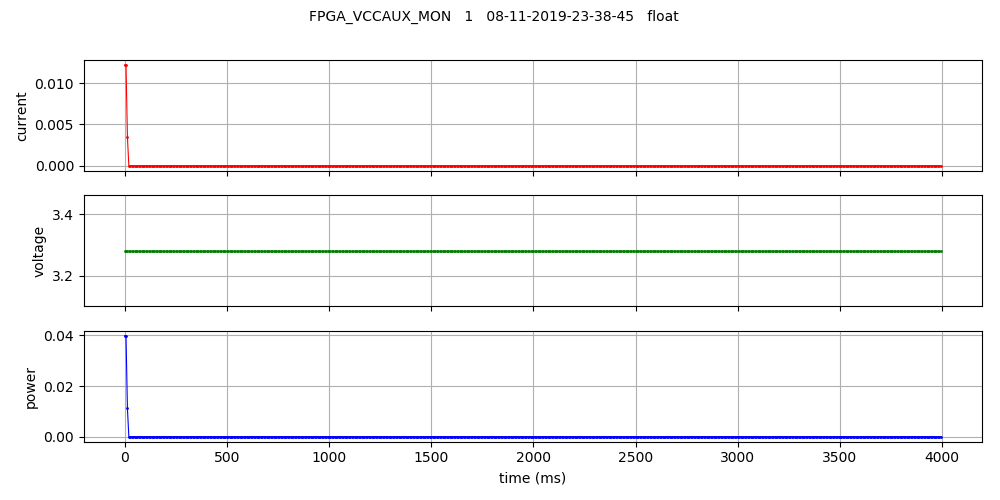 FPGA_VCCAUX_MON   1   08-11-2019-23-38-45   float
0.010
0.005
0.000
current
3.4
3.2
voltage
0.04
0.02
0.00
power
0 500 1000 1500 2000 2500 3000 3500 4000
time (ms)